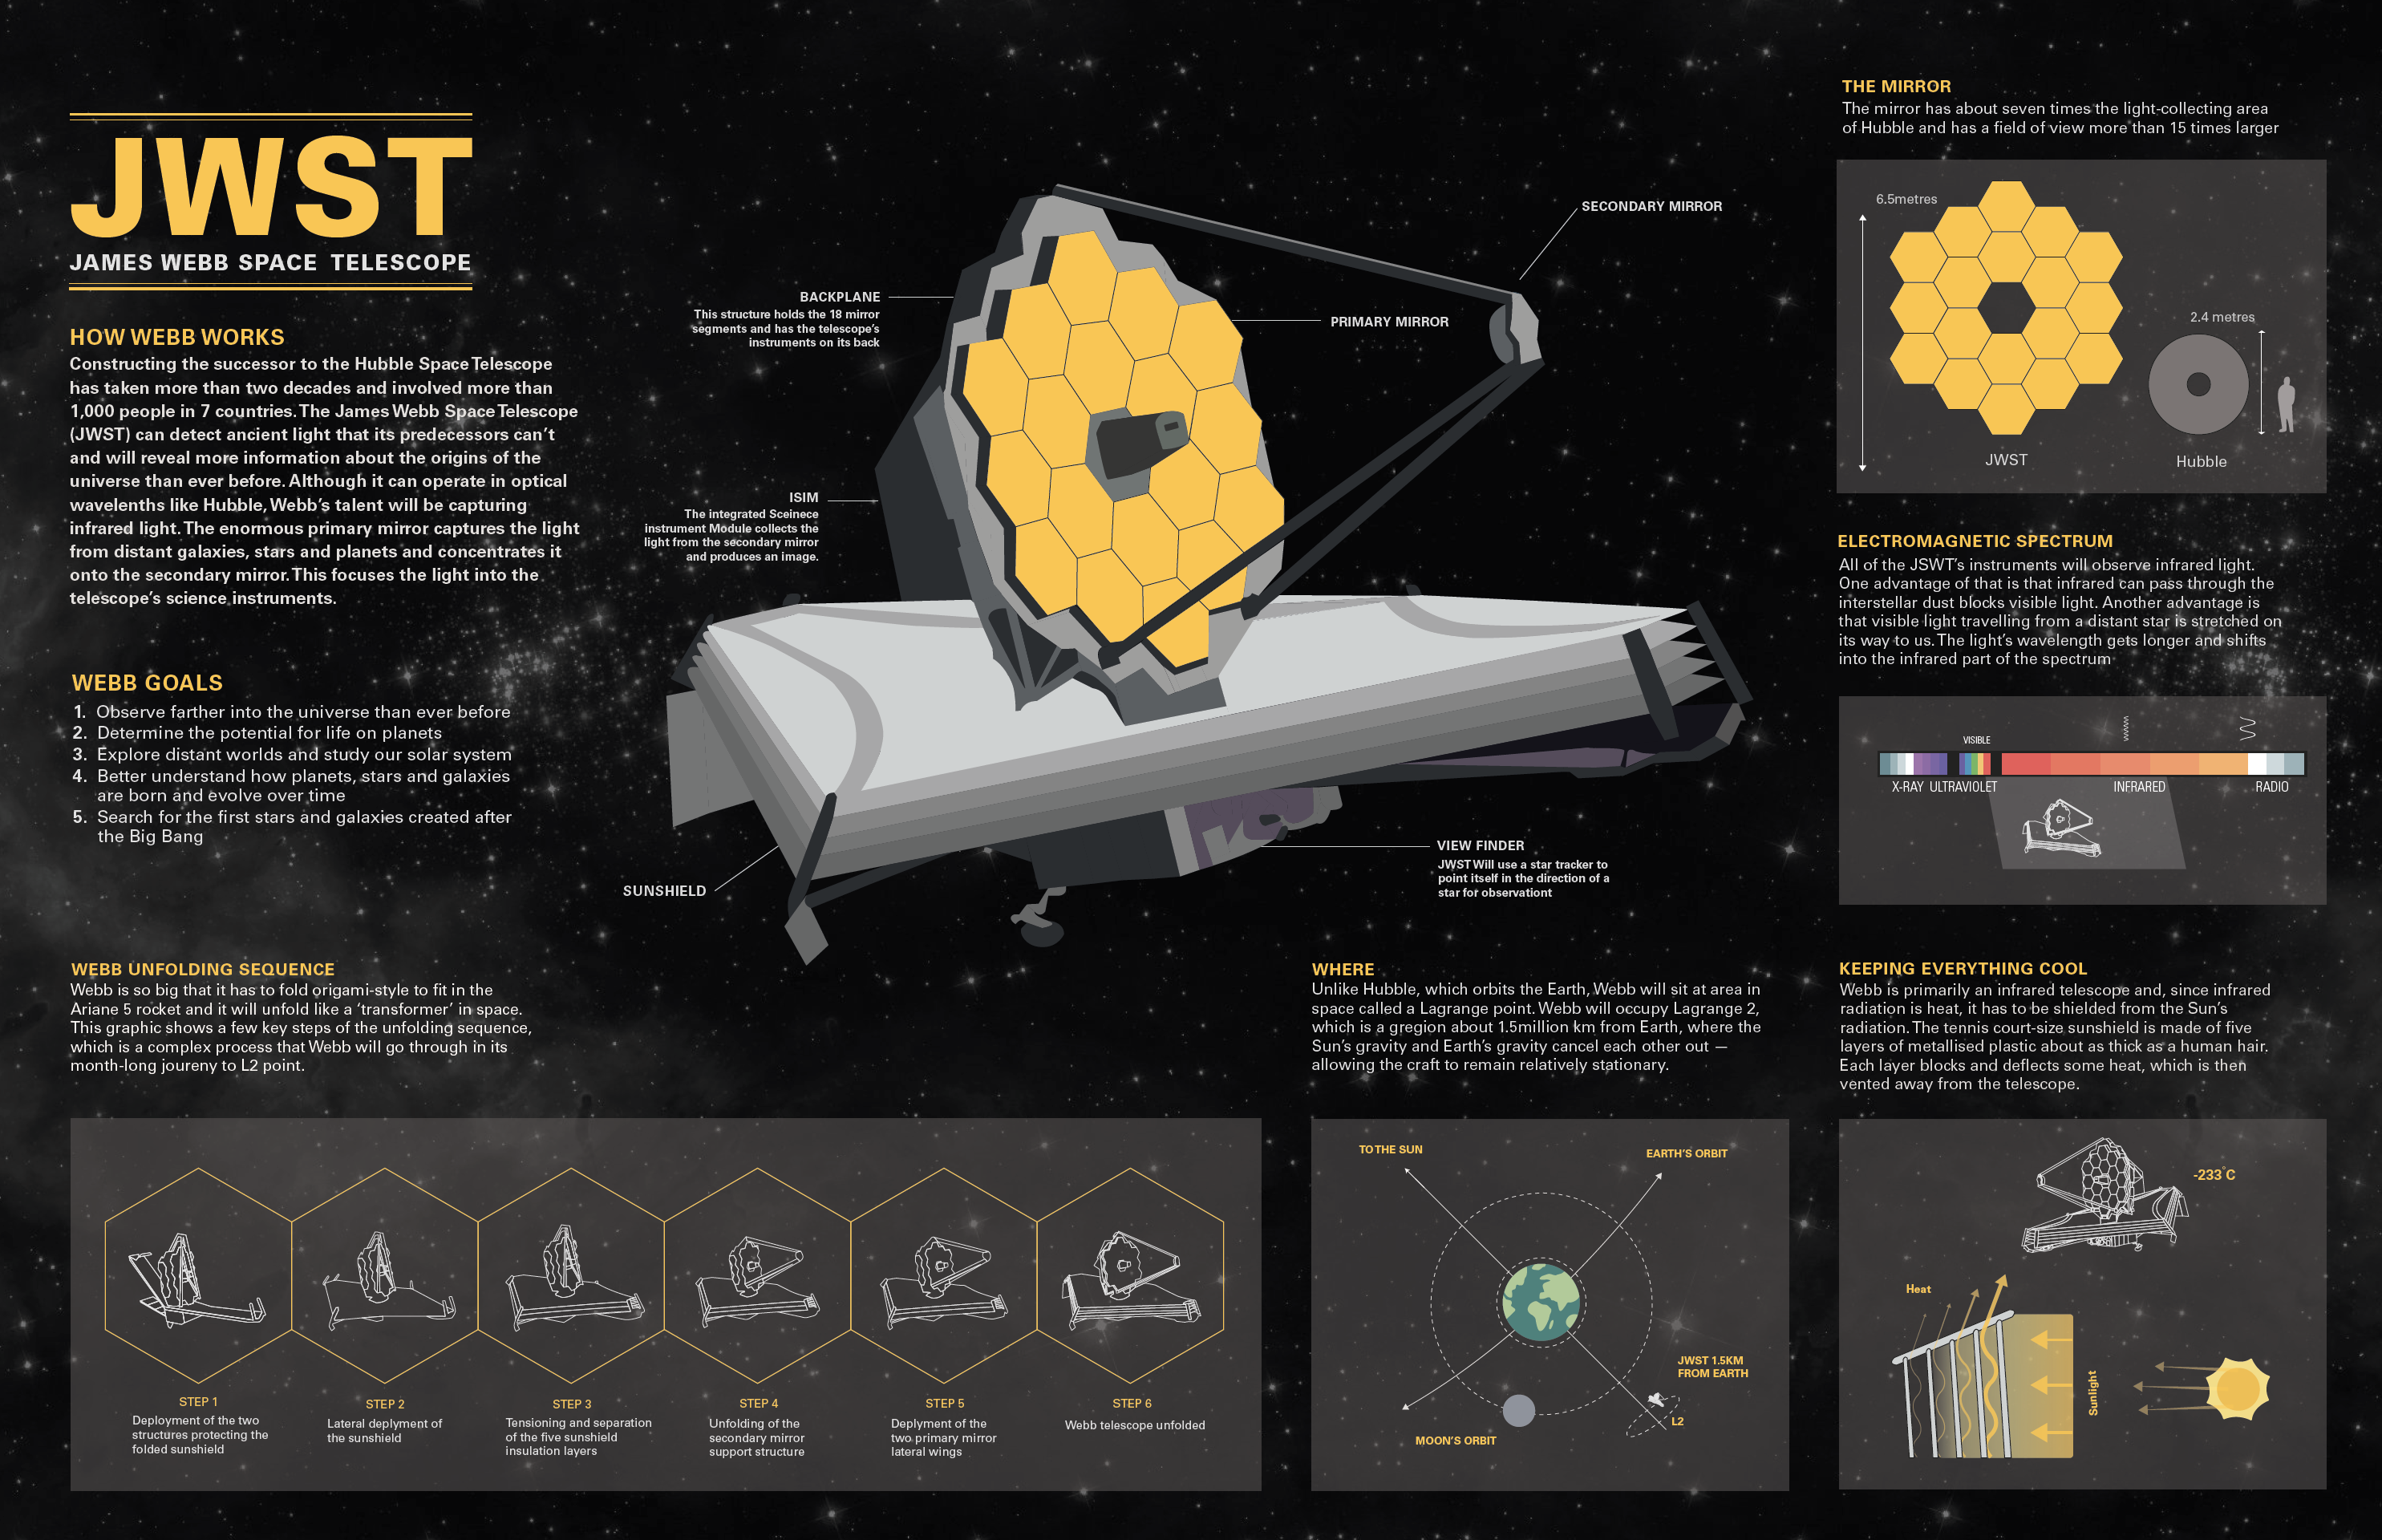 JWST
JAMES WEBB SPACE TELESCOPE
HOW WEBB WORKS
Constructing the successor to the Hubble Space Telescope
has taken more than two decades and involved more than
1,000 people in 7 countries. The James Webb Space Telescope
(JWST) can detect ancient light that its predecessors can't
and will reveal more information about the origins of the
universe than ever before. Although it can operate in optical
wavelenths like Hubble, Webb's talent will be capturing
infrared light. The enormous primary mirror captures the light
from distant galaxies, stars and planets and concentrates it
onto the secondary mirror. This focuses the light into the
telescope's science instruments.
WEBB GOALS
1. Observe farther into the universe than ever before
2. Determine the potential for life on planets
3. Explore distant worlds and study our solar system
4. Better understand how planets, stars and galaxies
are born and evolve over time
5. Search for the first stars and galaxies created after
the Big Bang
BACKPLANE
This structure holds the 18 mirror
segments and has the telescope's
instruments on its back
ISIM
The integrated Sceinece
instrument Module collects the
light from the secondary mirror
and produces an image.
SECONDARY MIRROR
PRIMARY MIRROR
SUNSHIELD
VIEW FINDER
JWST Will use a star tracker to
point itself in the direction of a
star for observationt
THE MIRROR
The mirror has about seven times the light-collecting area
of Hubble and has a field of view more than 15 times larger
6.5metres
2.4 metres
JWST
Hubble
ELECTROMAGNETIC SPECTRUM
All of the JSWT's instruments will observe infrared light.
One advantage of that is that infrared can pass through the
interstellar dust blocks visible light. Another advantage is
that visible light travelling from a distant star is stretched on
its way to us. The light's wavelength gets longer and shifts
into the infrared part of the spectrum
VISIBLE
X-RAY ULTRAVIOLET INFRARED RADIO
WEBB UNFOLDING SEQUENCE
Webb is so big that it has to fold origami-style to fit in the
Ariane 5 rocket and it will unfold like a 'transformer' in space.
This graphic shows a few key steps of the unfolding sequence,
which is a complex process that Webb will go through in its
month-long joureny to L2 point.
STEP 1
Deployment of the two
structures protecting the
folded sunshield
STEP 2
Lateral deplyment of
the sunshield
STEP 3
Tensioning and separation
of the five sunshield
insulation layers
STEP 4
Unfolding of the
secondary mirror
support structure
STEP 5
Deplyment of the
two primary mirror
lateral wings
STEP 6
Webb telescope unfolded
WHERE
Unlike Hubble, which orbits the Earth, Webb will sit at area in
space called a Lagrange point. Webb will occupy Lagrange 2,
which is a gregion about 1.5million km from Earth, where the
Sun's gravity and Earth's gravity cancel each other out —
allowing the craft to remain relatively stationary.
TO THE SUN
EARTH'S ORBIT
JWST 1.5KM
FROM EARTH
L2
MOON'S ORBIT
KEEPING EVERYTHING COOL
Webb is primarily an infrared telescope and, since infrared
radiation is heat, it has to be shielded from the Sun's
radiation. The tennis court-size sunshield is made of five
layers of metallised plastic about as thick as a human hair.
Each layer blocks and deflects some heat, which is then
vented away from the telescope.
-233 C
Heat
Sunlight